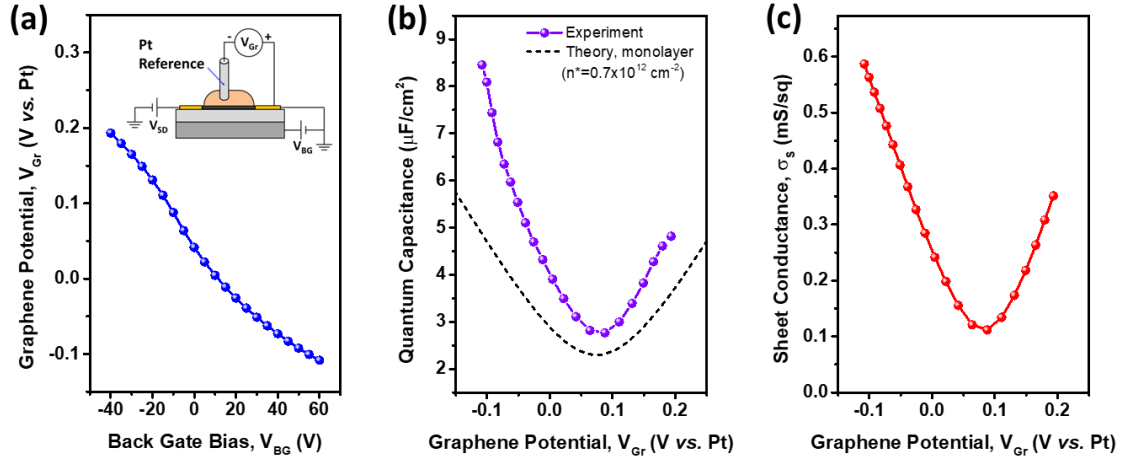 (a)
Graphene Potential, V_Gr (V vs. Pt)
0.3
0.2
0.1
0.0
-0.1
-40 -20 0 20 40 60
Back Gate Bias, V_BG (V)
Pt
Reference
- V_Gr +
V_SD
V_BG
(b)
Quantum Capacitance (μF/cm²)
9
8
7
6
5
4
3
2
-0.1 0.0 0.1 0.2
Graphene Potential, V_Gr (V vs. Pt)
Experiment
Theory, monolayer
(n*=0.7x10¹² cm⁻²)
(c)
Sheet Conductance, σ_s (mS/sq)
0.6
0.5
0.4
0.3
0.2
0.1
0.0
-0.1 0.0 0.1 0.2
Graphene Potential, V_Gr (V vs. Pt)